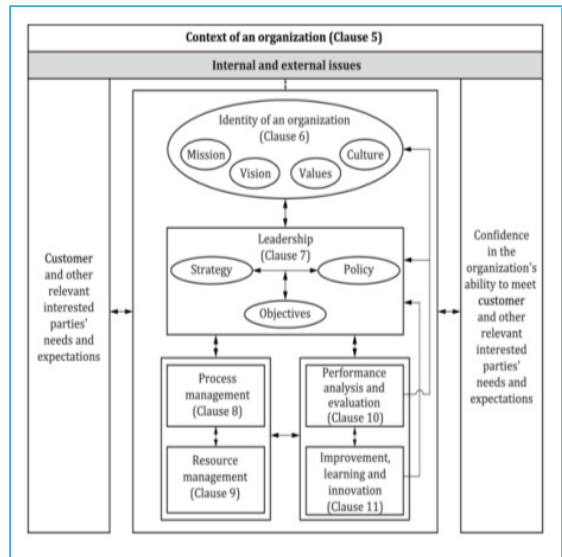 Context of an organization (Clause 5)
Internal and external issues
Customer
and other
relevant
interested
parties'
needs and
expectations
Identity of an organization
(Clause 6)
Mission
Vision
Values
Culture
Leadership
(Clause 7)
Strategy
Policy
Objectives
Process
management
(Clause 8)
Resource
management
(Clause 9)
Performance
analysis and
evaluation
(Clause 10)
Improvement,
learning and
innovation
(Clause 11)
Confidence
in the
organization's
ability to meet
customer
and other
relevant
interested
parties'
needs and
expectations